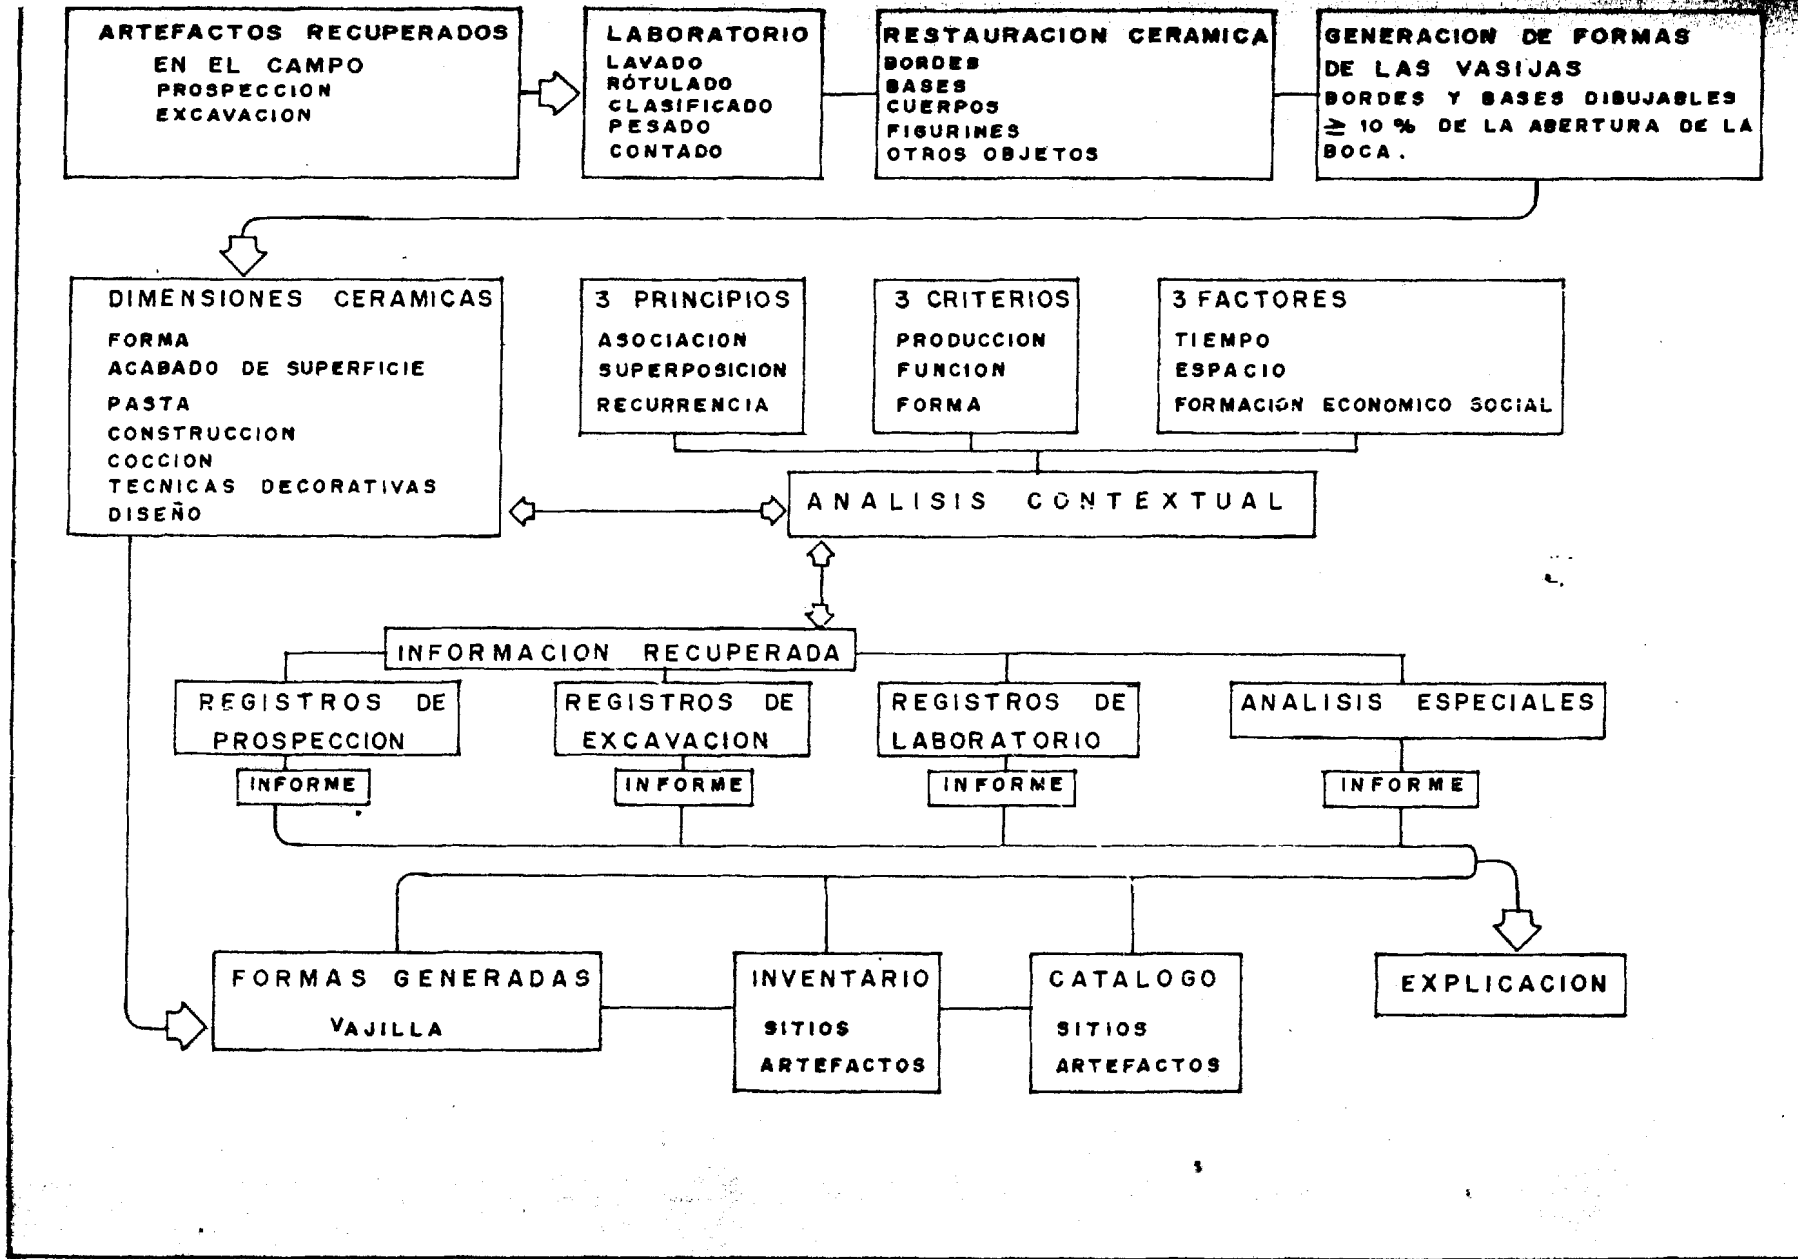 ARTEFACTOS RECUPERADOS
EN EL CAMPO
PROSPECCION
EXCAVACION
LABORATORIO
LAVADO
RÓTULADO
CLASIFICADO
PESADO
CONTADO
RESTAURACION CERAMICA
BORDES
BASES
CUERPOS
FIGURINES
OTROS OBJETOS
GENERACION DE FORMAS
DE LAS VASIJAS
BORDES Y BASES DIBUJABLES
≥ 10 % DE LA ABERTURA DE LA
BOCA.
DIMENSIONES CERAMICAS
FORMA
ACABADO DE SUPERFICIE
PASTA
CONSTRUCCION
COCCION
TECNICAS DECORATIVAS
DISEÑO
3 PRINCIPIOS
ASOCIACION
SUPERPOSICION
RECURRENCIA
3 CRITERIOS
PRODUCCION
FUNCION
FORMA
3 FACTORES
TIEMPO
ESPACIO
FORMACION ECONOMICO SOCIAL
ANALISIS CONTEXTUAL
INFORMACION RECUPERADA
REGISTROS DE
PROSPECCION
INFORME
REGISTROS DE
EXCAVACION
INFORME
REGISTROS DE
LABORATORIO
INFORME
ANALISIS ESPECIALES
INFORME
FORMAS GENERADAS
VAJILLA
INVENTARIO
SITIOS
ARTEFACTOS
CATALOGO
SITIOS
ARTEFACTOS
EXPLICACION